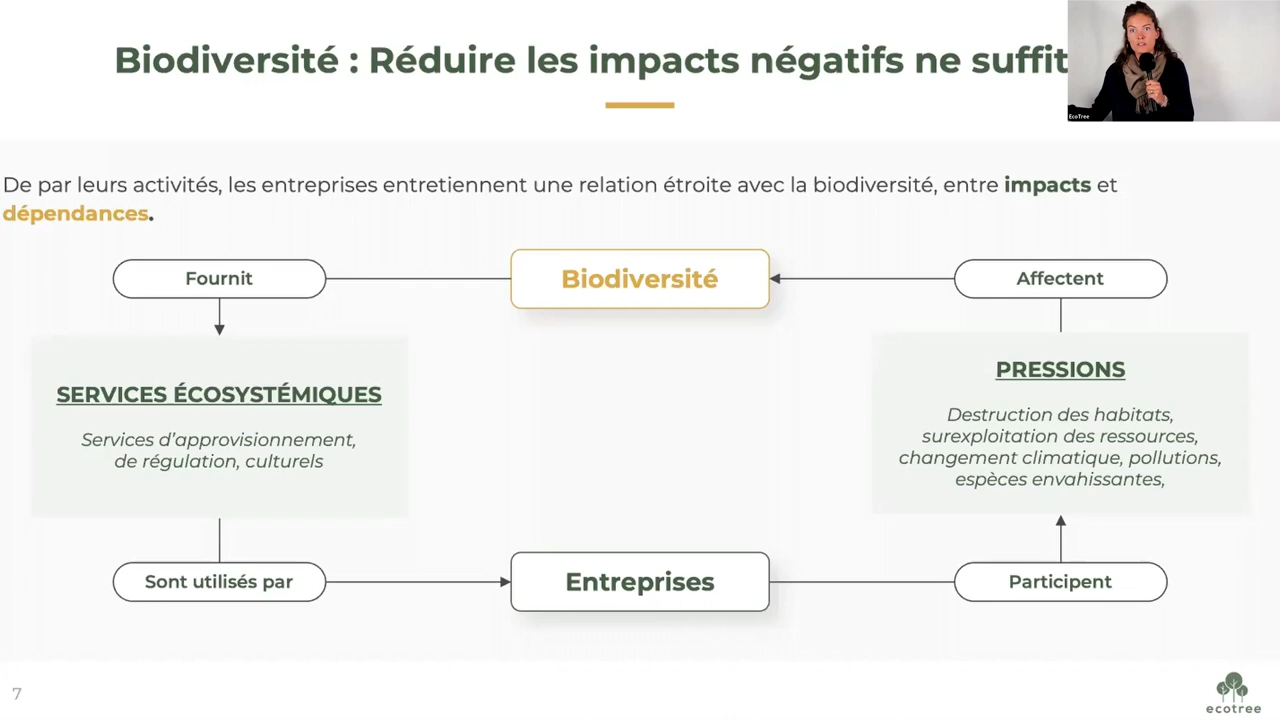 Biodiversité : Réduire les impacts négatifs ne suffit
EcoTree
De par leurs activités, les entreprises entretiennent une relation étroite avec la biodiversité, entre impacts et
dépendances.
Fournit
Biodiversité
Affectent
SERVICES ÉCOSYSTÉMIQUES
Services d'approvisionnement,
de régulation, culturels
PRESSIONS
Destruction des habitats,
surexploitation des ressources,
changement climatique, pollutions,
espèces envahissantes,
Sont utilisés par
Entreprises
Participent
7
ecotree